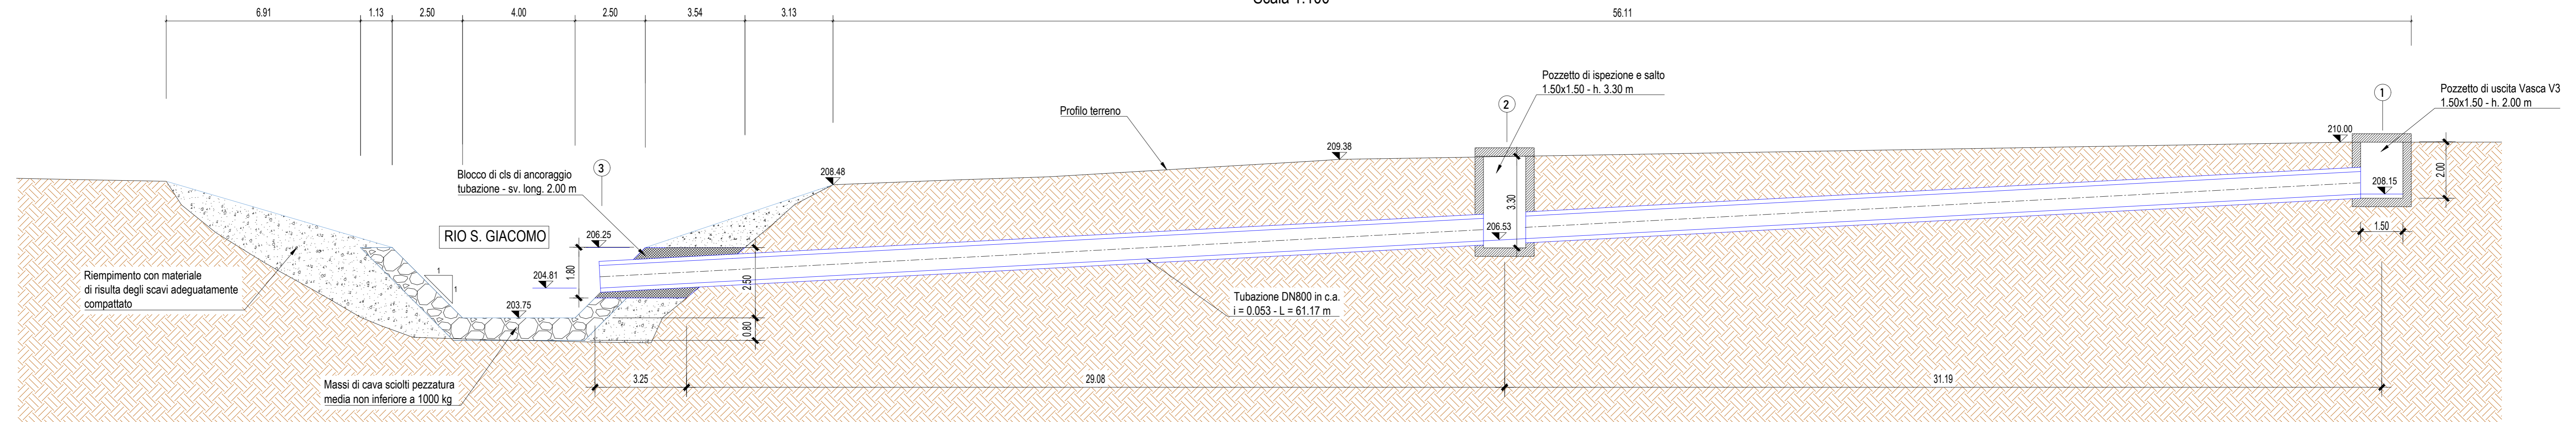 Scala 1:100
6.91
1.13
2.50
4.00
2.50
3.54
3.13
56.11
Pozzetto di ispezione e salto
1.50x1.50 - h. 3.30 m
2
1
Pozzetto di uscita Vasca V3
1.50x1.50 - h. 2.00 m
Profilo terreno
210.00
209.38
2.00
3
Blocco di cls di ancoraggio
tubazione - sv. long. 2.00 m
208.48
208.15
3.30
1.50
RIO S. GIACOMO
206.25
206.53
1.80
2.50
204.81
1
1
Riempimento con materiale
di risulta degli scavi adeguatamente
compattato
203.75
0.80
Tubazione DN800 in c.a.
i = 0.053 - L = 61.17 m
Massi di cava sciolti pezzatura
media non inferiore a 1000 kg
3.25
29.08
31.19